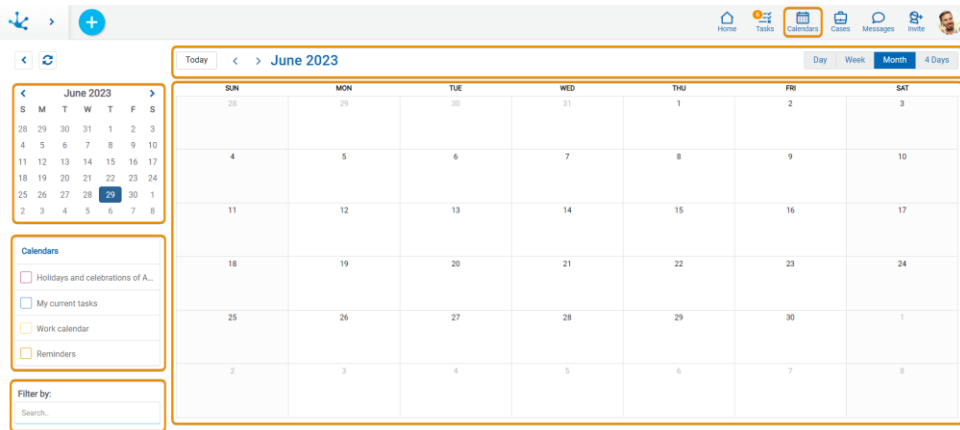 6
Home Tasks Calendars Cases Messages Invite
Today June 2023 Day Week Month 4 Days
June 2023
S M T W T F S
28 29 30 31 1 2 3
4 5 6 7 8 9 10
11 12 13 14 15 16 17
18 19 20 21 22 23 24
25 26 27 28 29 30 1
2 3 4 5 6 7 8
Calendars
Holidays and celebrations of A...
My current tasks
Work calendar
Reminders
Filter by:
Search..
SUN MON TUE WED THU FRI SAT
28 29 30 31 1 2 3
4 5 6 7 8 9 10
11 12 13 14 15 16 17
18 19 20 21 22 23 24
25 26 27 28 29 30 1
2 3 4 5 6 7 8